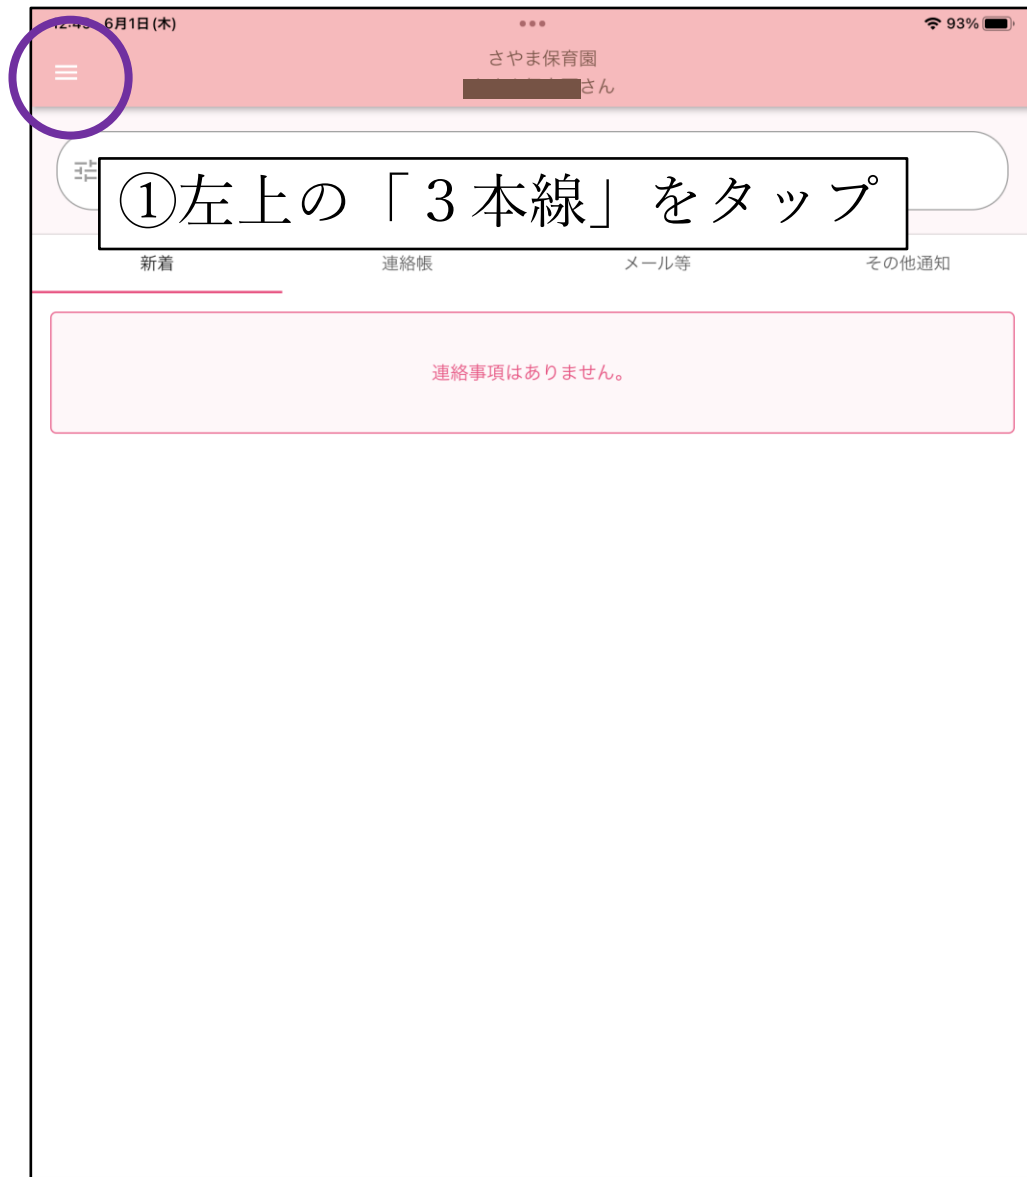 6月1日(木)
93%
さやま保育園
さん
①左上の「３本線」をタップ
新着
連絡帳
メール等
その他通知
連絡事項はありません。